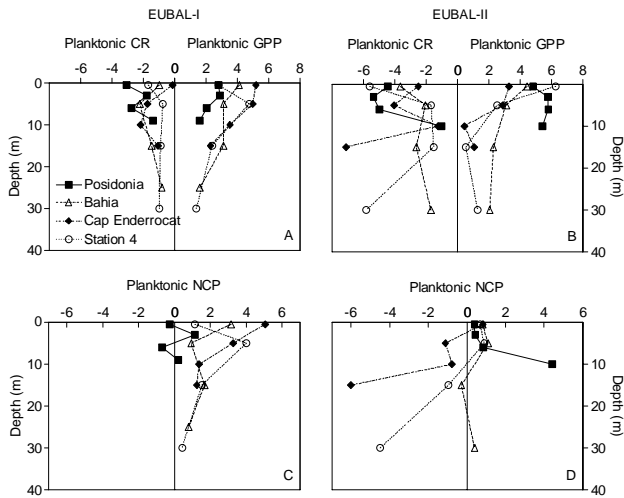 EUBAL-I
EUBAL-II
Planktonic CR
Planktonic GPP
Planktonic CR
Planktonic GPP
-8 -6 -4 -2 0 2 4 6 8
-8 -6 -4 -2 0 2 4 6 8
0
10
20
30
40
Depth (m)
Posidonia
Bahia
Cap Enderrocat
Station 4
A
0
10
20
30
40
Depth (m)
B
Planktonic NCP
Planktonic NCP
-6 -4 -2 0 2 4 6
-6 -4 -2 0 2 4 6
0
10
20
30
40
Depth (m)
C
0
10
20
30
40
Depth (m)
D